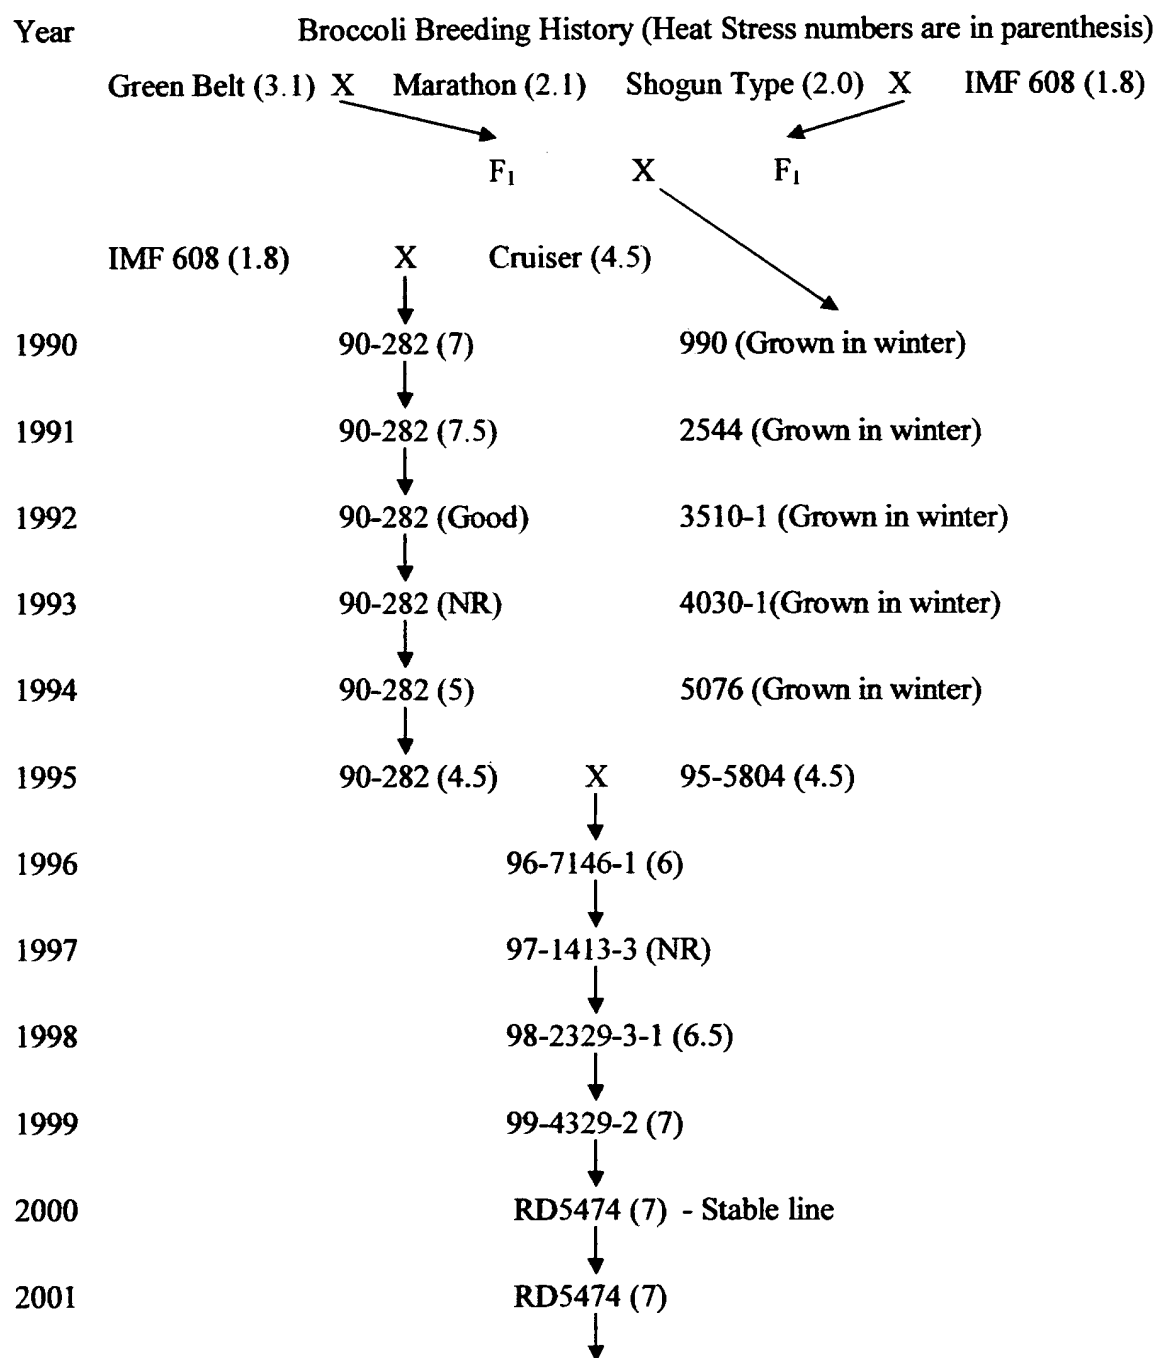 Year Broccoli Breeding History (Heat Stress numbers are in parenthesis)
Green Belt (3.1) X Marathon (2.1) Shogun Type (2.0) X IMF 608 (1.8)
F1 X F1
IMF 608 (1.8) X Cruiser (4.5)
1990 90-282 (7) 990 (Grown in winter)
1991 90-282 (7.5) 2544 (Grown in winter)
1992 90-282 (Good) 3510-1 (Grown in winter)
1993 90-282 (NR) 4030-1(Grown in winter)
1994 90-282 (5) 5076 (Grown in winter)
1995 90-282 (4.5) X 95-5804 (4.5)
1996 96-7146-1 (6)
1997 97-1413-3 (NR)
1998 98-2329-3-1 (6.5)
1999 99-4329-2 (7)
2000 RD5474 (7) - Stable line
2001 RD5474 (7)